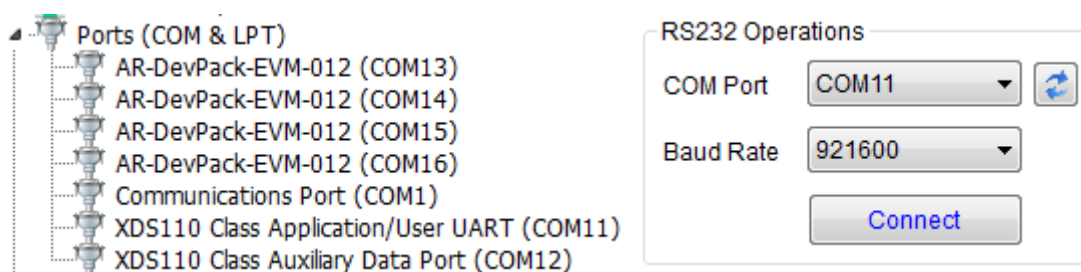 Ports (COM & LPT)
AR-DevPack-EVM-012 (COM13)
AR-DevPack-EVM-012 (COM14)
AR-DevPack-EVM-012 (COM15)
AR-DevPack-EVM-012 (COM16)
Communications Port (COM1)
XDS110 Class Application/User UART (COM11)
XDS110 Class Auxiliary Data Port (COM12)
RS232 Operations
COM Port COM11
Baud Rate 921600
Connect